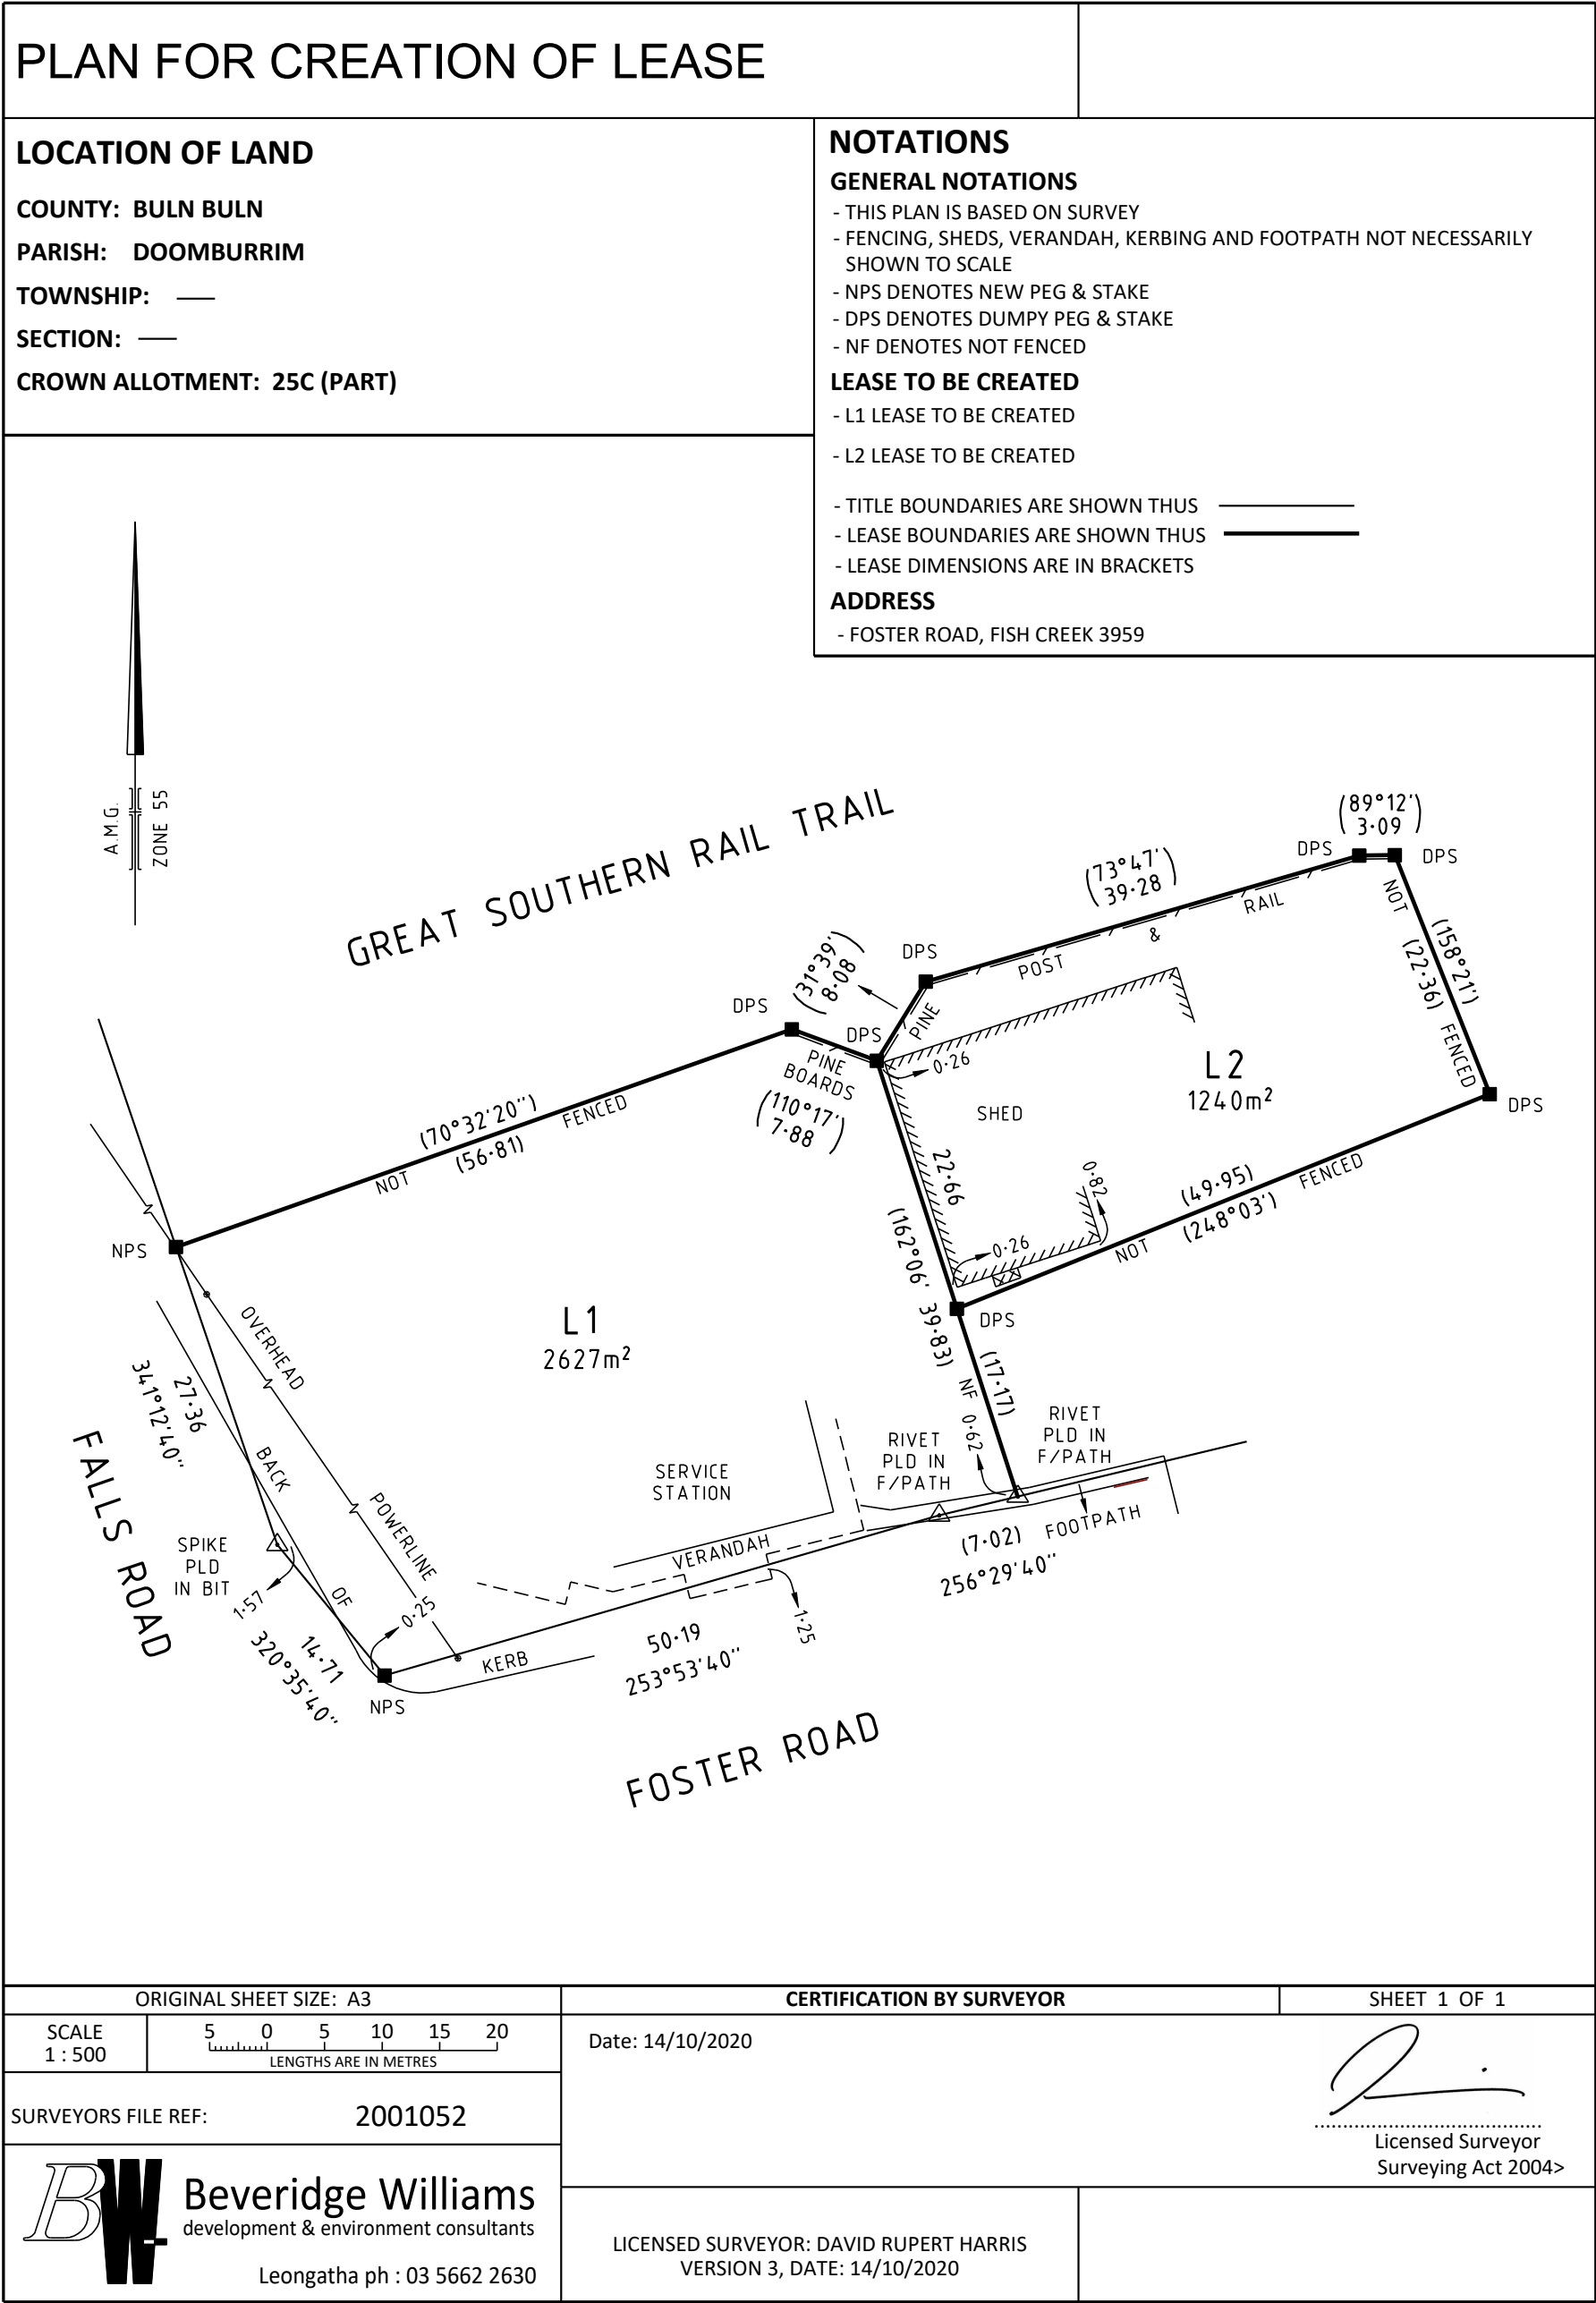 PLAN FOR CREATION OF LEASE
LOCATION OF LAND
COUNTY: BULN BULN
PARISH: DOOMBURRIM
TOWNSHIP: —
SECTION: —
CROWN ALLOTMENT: 25C (PART)
NOTATIONS
GENERAL NOTATIONS
- THIS PLAN IS BASED ON SURVEY
- FENCING, SHEDS, VERANDAH, KERBING AND FOOTPATH NOT NECESSARILY
SHOWN TO SCALE
- NPS DENOTES NEW PEG & STAKE
- DPS DENOTES DUMPY PEG & STAKE
- NF DENOTES NOT FENCED
LEASE TO BE CREATED
- L1 LEASE TO BE CREATED
- L2 LEASE TO BE CREATED
- TITLE BOUNDARIES ARE SHOWN THUS
- LEASE BOUNDARIES ARE SHOWN THUS
- LEASE DIMENSIONS ARE IN BRACKETS
ADDRESS
- FOSTER ROAD, FISH CREEK 3959
A.M.G.
ZONE 55
GREAT SOUTHERN RAIL TRAIL
(89°12'
3·09)
DPS
DPS
(73°47'
39·28)
RAIL
&
POST
PINE
DPS
(31°39'
8·08)
DPS
DPS
PINE
BOARDS
(110°17'
7·88)
0·26
NOT
FENCED
(158°21')
(22·36)
L2
1240m²
SHED
DPS
22·66
0·82
(49·95)
(248°03')
NOT
FENCED
0·26
DPS
(70°32'20")
(56·81)
NOT
FENCED
NPS
L1
2627m²
(162°06'
39·83)
NF
(17·17)
0·62
OVERHEAD
POWERLINE
27·36
341°12'40"
BACK
OF
KERB
FALLS ROAD
SPIKE
PLD
IN BIT
1·57
14·71
320°35'40"
0·25
NPS
SERVICE
STATION
VERANDAH
RIVET
PLD IN
F/PATH
RIVET
PLD IN
F/PATH
FOOTPATH
(7·02)
256°29'40"
1·25
50·19
253°53'40"
FOSTER ROAD
ORIGINAL SHEET SIZE: A3
CERTIFICATION BY SURVEYOR
SHEET 1 OF 1
SCALE
1 : 500
5 0 5 10 15 20
LENGTHS ARE IN METRES
Date: 14/10/2020
SURVEYORS FILE REF: 2001052
Licensed Surveyor
Surveying Act 2004>
BW
Beveridge Williams
development & environment consultants
Leongatha ph : 03 5662 2630
LICENSED SURVEYOR: DAVID RUPERT HARRIS
VERSION 3, DATE: 14/10/2020